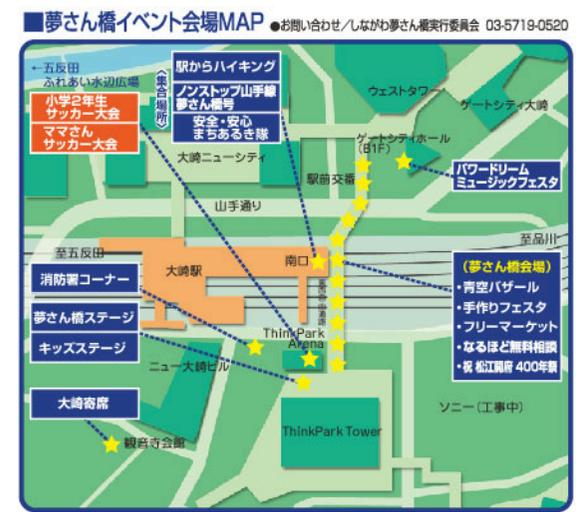 ■夢さん橋イベント会場MAP ●お問い合わせ/しながわ夢さん橋実行委員会 03-5719-0520
←五反田
ふれあい水辺広場
小学2年生
サッカー大会
ママさん
サッカー大会
〈集合場所〉
駅からハイキング
ノンストップ山手線
夢さん橋号
安全・安心
まちあるき隊
ウェストタワー
ゲートシティ大崎
ゲートシティホール
(B1F)
大崎ニューシティ
駅前交番
パワードリーム
ミュージックフェスタ
山手通り
至五反田
至品川
大崎駅
南口
消防署コーナー
夢さん橋ステージ
キッズステージ
(夢さん橋会場)
・青空バザール
・手作りフェスタ
・フリーマーケット
・なるほど無料相談
・祝 松江開府400年祭
ThinkPark
Arena
ニュー大崎ビル
大崎寄席
観音寺会館
ThinkPark Tower
ソニー(工事中)